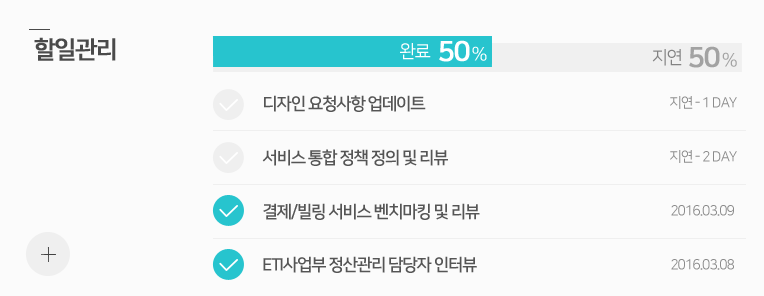 할일관리
완료 50%
지연 50%
디자인 요청사항 업데이트 지연 - 1 DAY
서비스 통합 정책 정의 및 리뷰 지연 - 2 DAY
결제/빌링 서비스 벤치마킹 및 리뷰 2016.03.09
ETI사업부 정산관리 담당자 인터뷰 2016.03.08